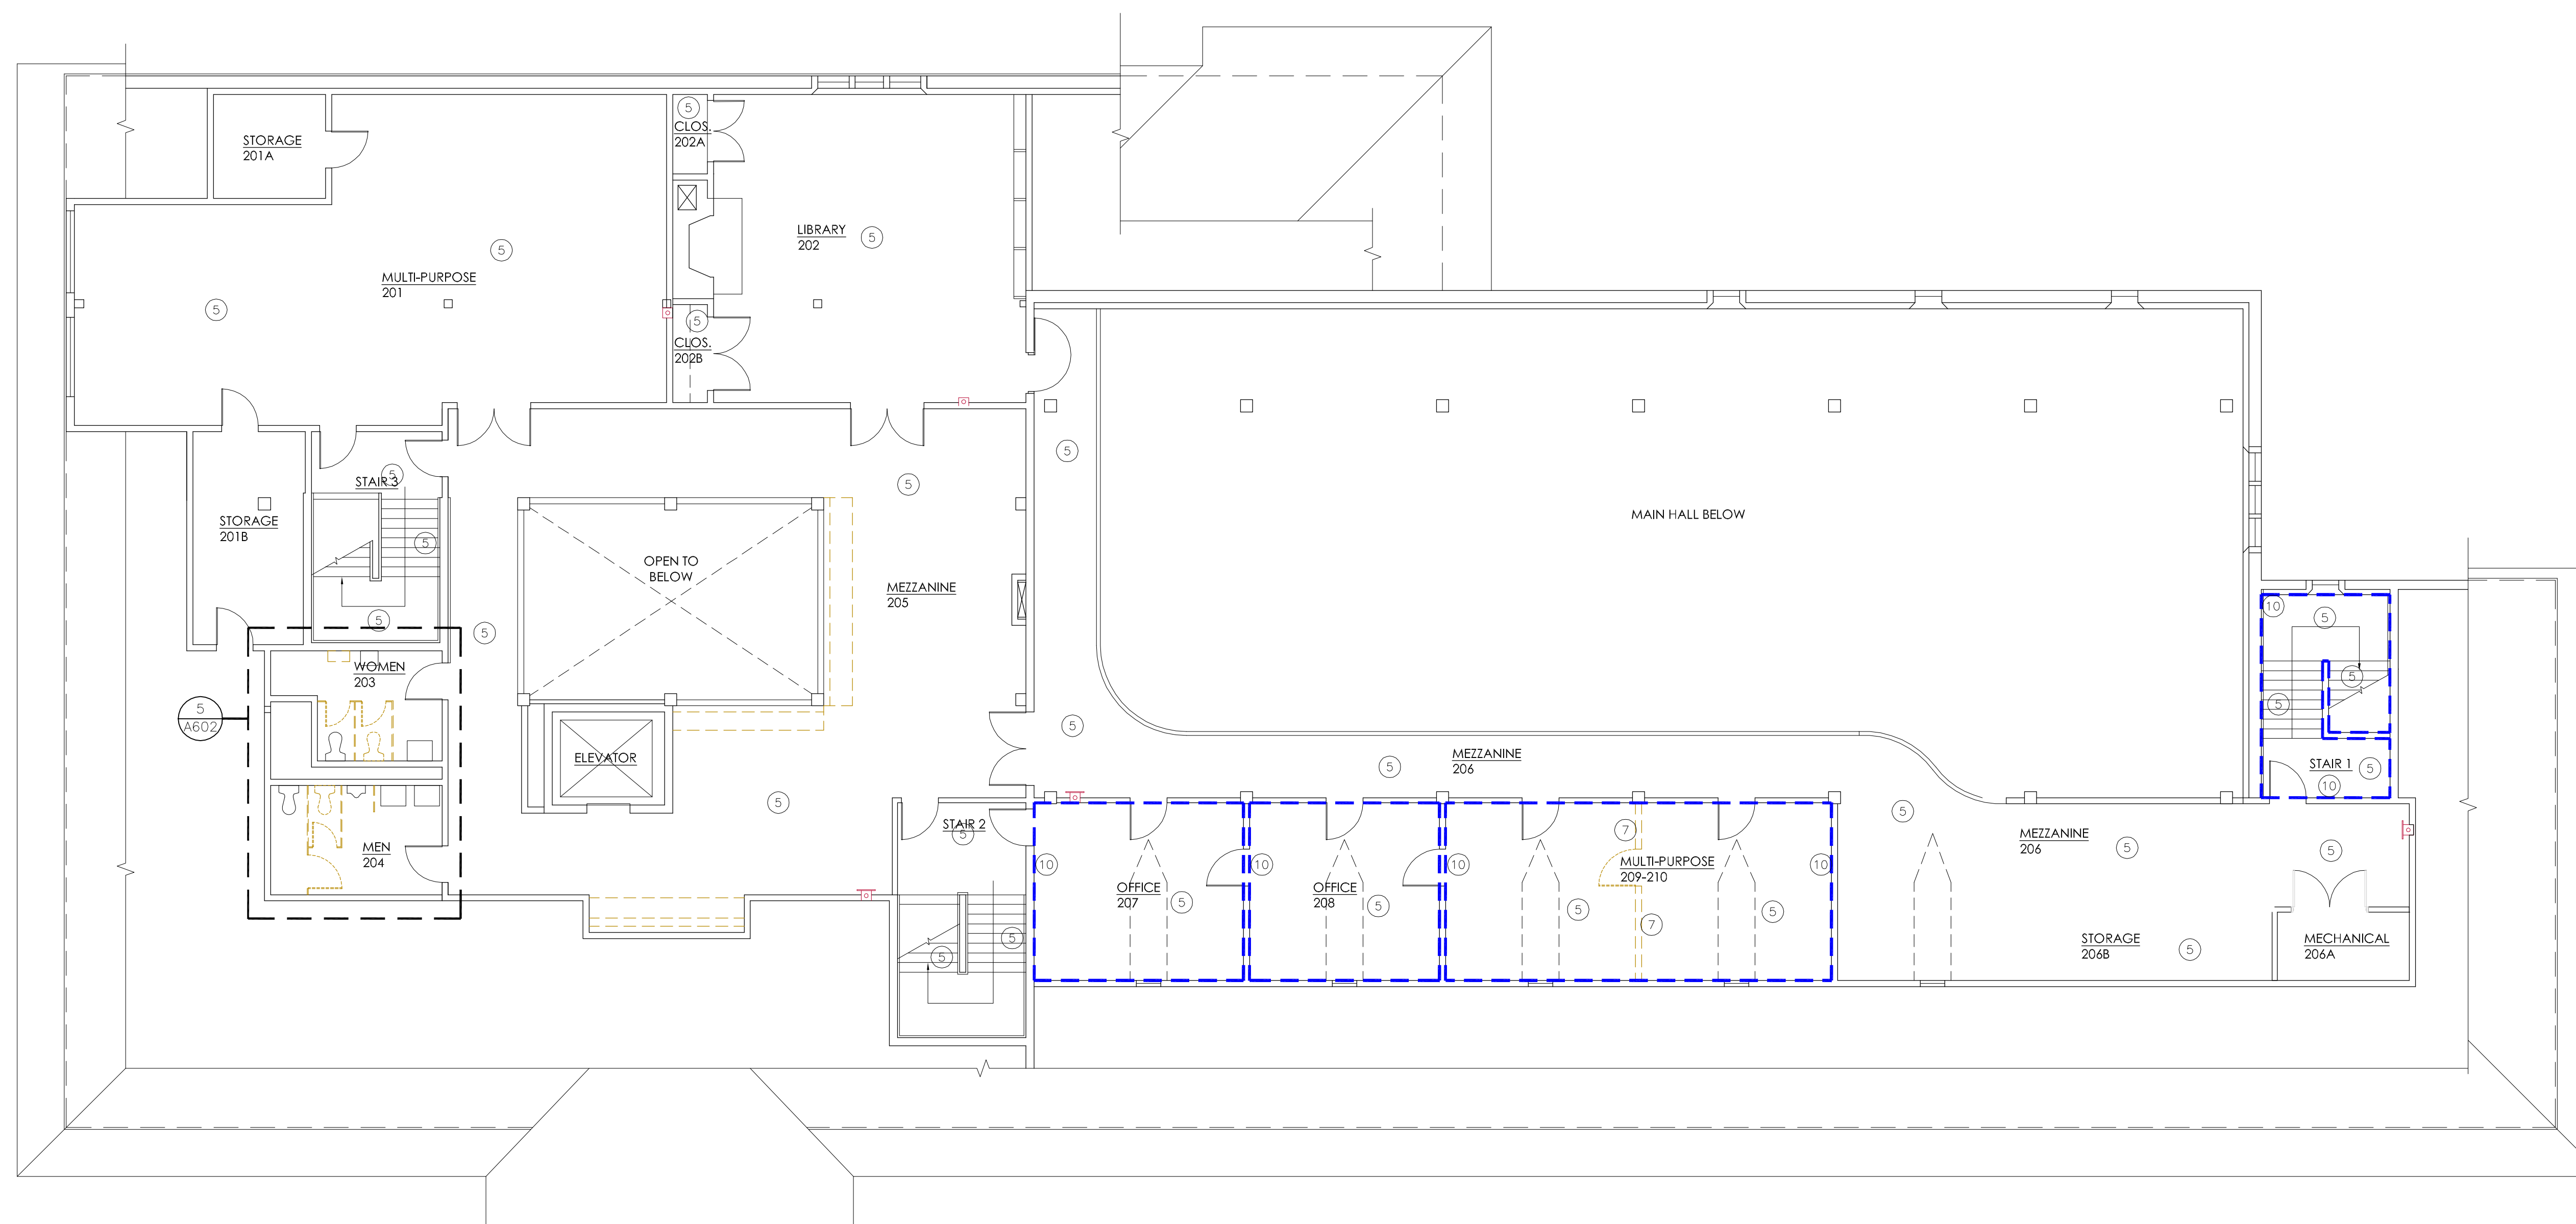 5
CLOS.
202A
STORAGE
201A
LIBRARY
202
5
5
MULTI-PURPOSE
201
5
5
CLOS.
202B
5
STAIR 3
5
5
STORAGE
201B
5
5
5
OPEN TO
BELOW
MEZZANINE
205
MAIN HALL BELOW
WOMEN
203
5
A602
ELEVATOR
MEN
204
5
5
5
MEZZANINE
206
10
5
5
5
STAIR 1
5
10
STAIR 2
5
5
5
10
OFFICE
207
5
10
OFFICE
208
5
10
7
MULTI-PURPOSE
209-210
10
5
7
5
5
MEZZANINE
206
5
5
STORAGE
206B
5
MECHANICAL
206A